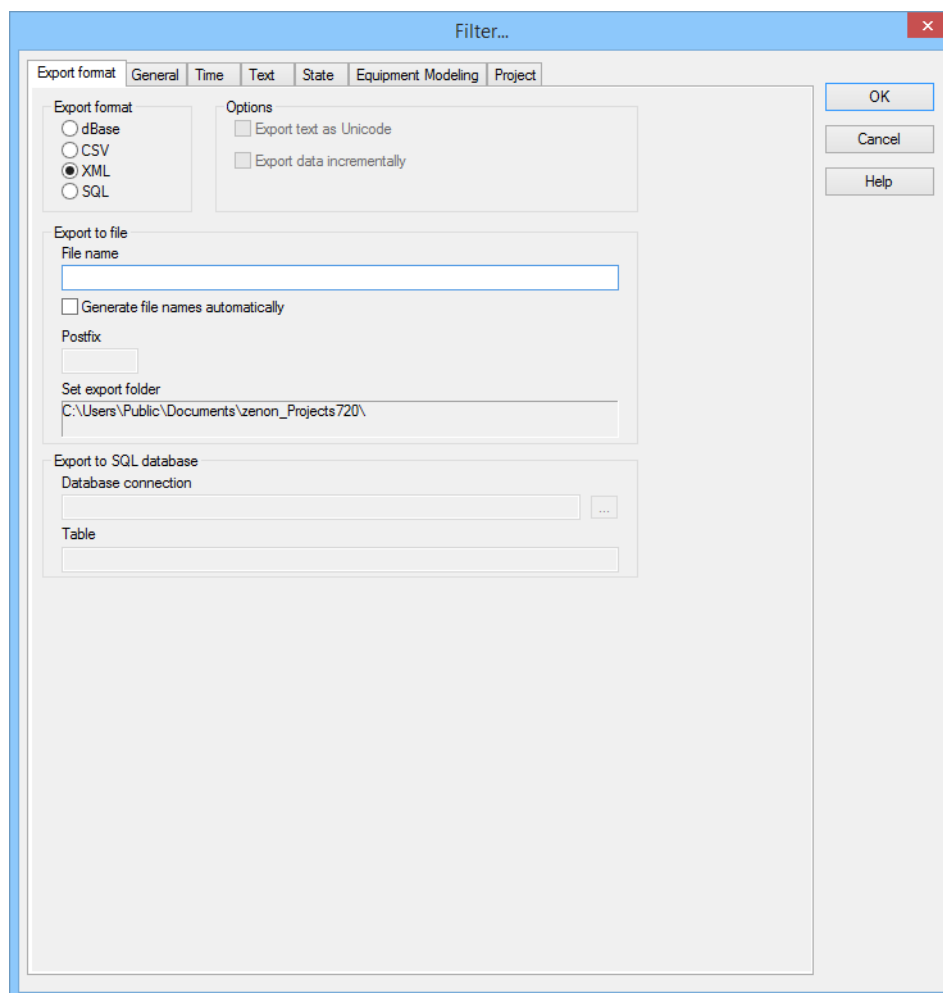 Filter...
Export format General Time Text State Equipment Modeling Project
OK
Cancel
Help
Export format
dBase
CSV
XML
SQL
Options
Export text as Unicode
Export data incrementally
Export to file
File name
Generate file names automatically
Postfix
Set export folder
C:\Users\Public\Documents\zenon_Projects720\
Export to SQL database
Database connection
...
Table